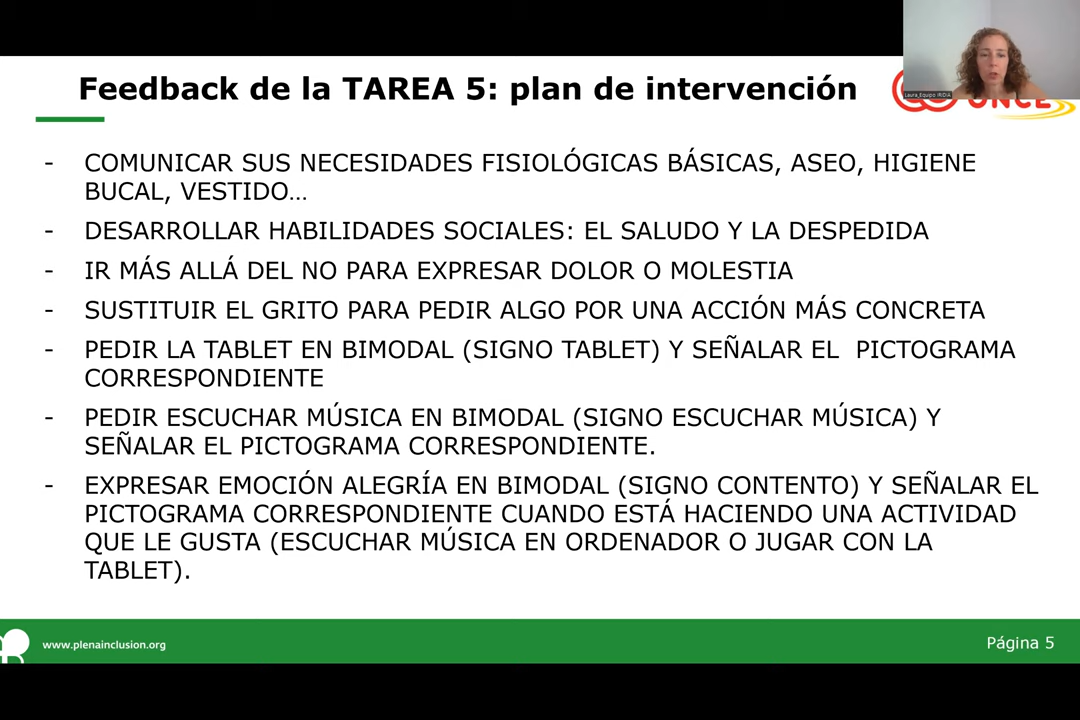 Feedback de la TAREA 5: plan de intervención
Laura_Equipo IRIDIA
ONCE
- COMUNICAR SUS NECESIDADES FISIOLÓGICAS BÁSICAS, ASEO, HIGIENE
BUCAL, VESTIDO…
- DESARROLLAR HABILIDADES SOCIALES: EL SALUDO Y LA DESPEDIDA
- IR MÁS ALLÁ DEL NO PARA EXPRESAR DOLOR O MOLESTIA
- SUSTITUIR EL GRITO PARA PEDIR ALGO POR UNA ACCIÓN MÁS CONCRETA
- PEDIR LA TABLET EN BIMODAL (SIGNO TABLET) Y SEÑALAR EL PICTOGRAMA
CORRESPONDIENTE
- PEDIR ESCUCHAR MÚSICA EN BIMODAL (SIGNO ESCUCHAR MÚSICA) Y
SEÑALAR EL PICTOGRAMA CORRESPONDIENTE.
- EXPRESAR EMOCIÓN ALEGRÍA EN BIMODAL (SIGNO CONTENTO) Y SEÑALAR EL
PICTOGRAMA CORRESPONDIENTE CUANDO ESTÁ HACIENDO UNA ACTIVIDAD
QUE LE GUSTA (ESCUCHAR MÚSICA EN ORDENADOR O JUGAR CON LA
TABLET).
www.plenainclusion.org
Página 5